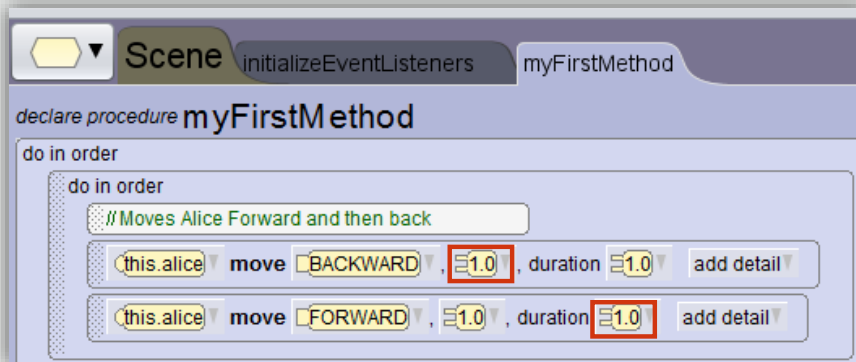 Scene initializeEventListeners myFirstMethod
declare procedure myFirstMethod
do in order
do in order
//Moves Alice Forward and then back
this.alice move BACKWARD , 1.0 , duration 1.0 add detail
this.alice move FORWARD , 1.0 , duration 1.0 add detail